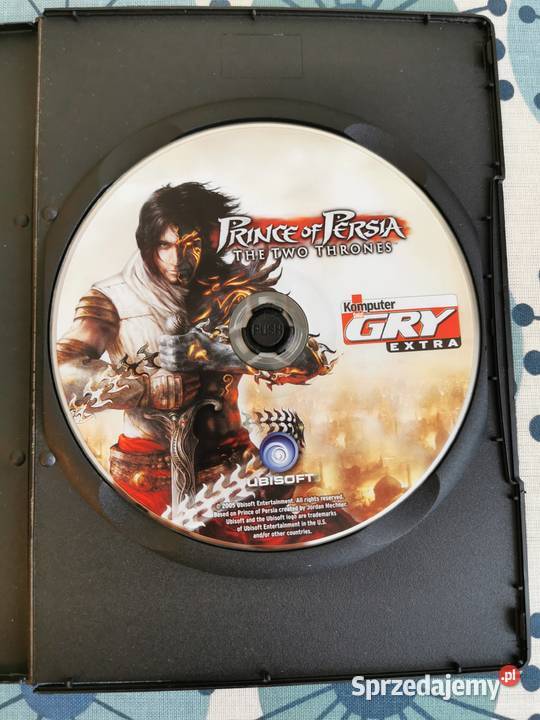 PRINCE OF PERSIA
THE TWO THRONES
Komputer
GRY
EXTRA
PUSH
UBISOFT
© 2005 Ubisoft Entertainment. All rights reserved.
Based on Prince of Persia created by Jordan Mechner.
Ubisoft and the Ubisoft logo are trademarks
of Ubisoft Entertainment in the U.S.
and/or other countries.
Sprzedajemy.pl